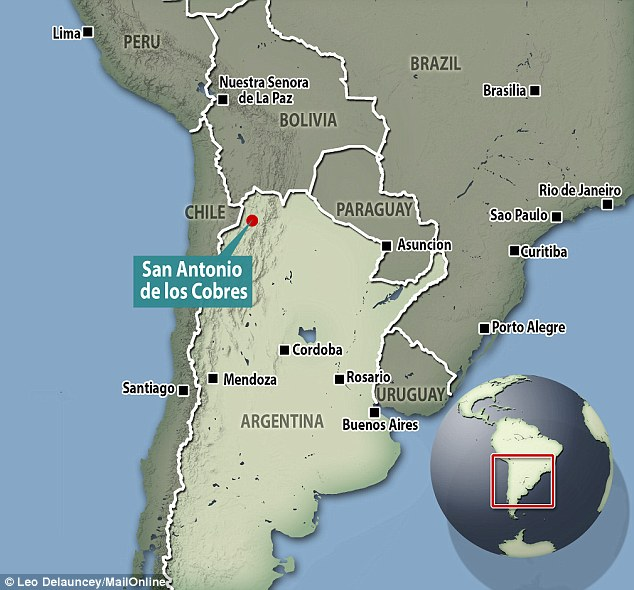 Lima
PERU
BRAZIL
Nuestra Senora
de La Paz
Brasilia
BOLIVIA
Rio de Janeiro
CHILE
PARAGUAY
Sao Paulo
Asuncion
Curitiba
San Antonio
de los Cobres
Porto Alegre
Cordoba
Santiago
Mendoza
Rosario
URUGUAY
ARGENTINA
Buenos Aires
© Leo Delauncey/MailOnline